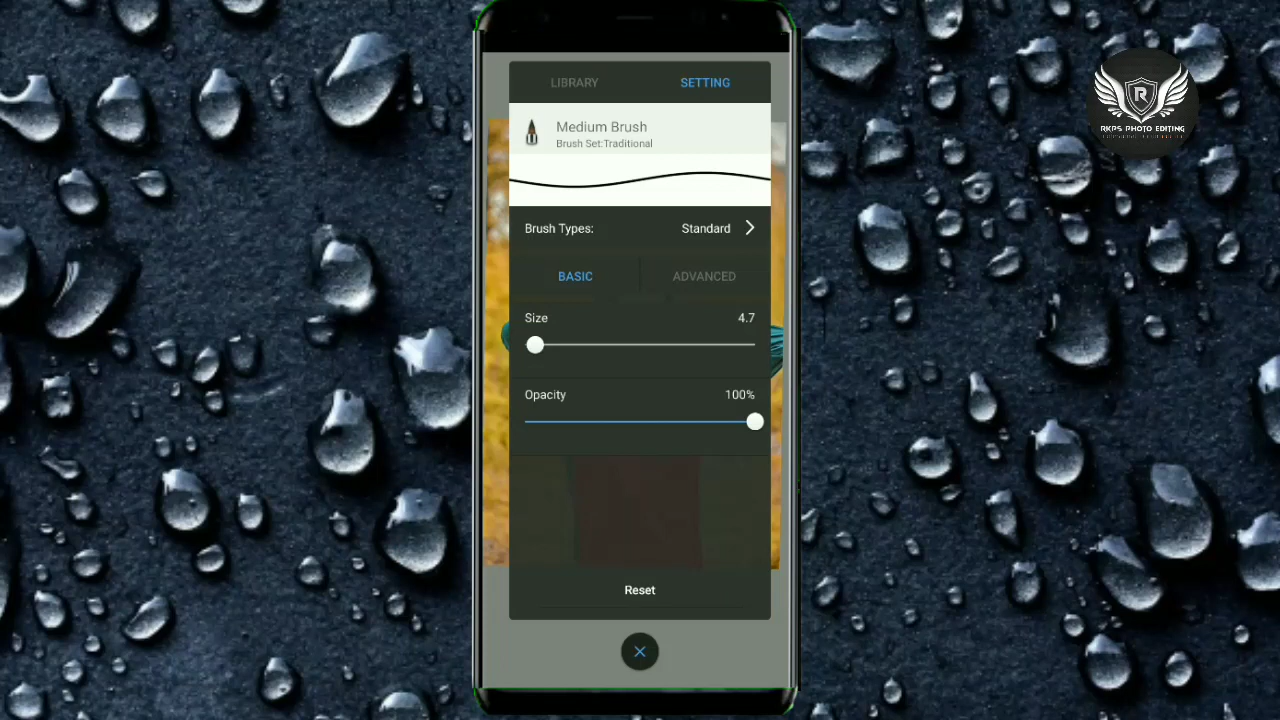 LIBRARY SETTING
Medium Brush
Brush Set:Traditional
Brush Types: Standard
BASIC ADVANCED
Size 4.7
Opacity 100%
Reset
R
RKPS PHOTO EDITING